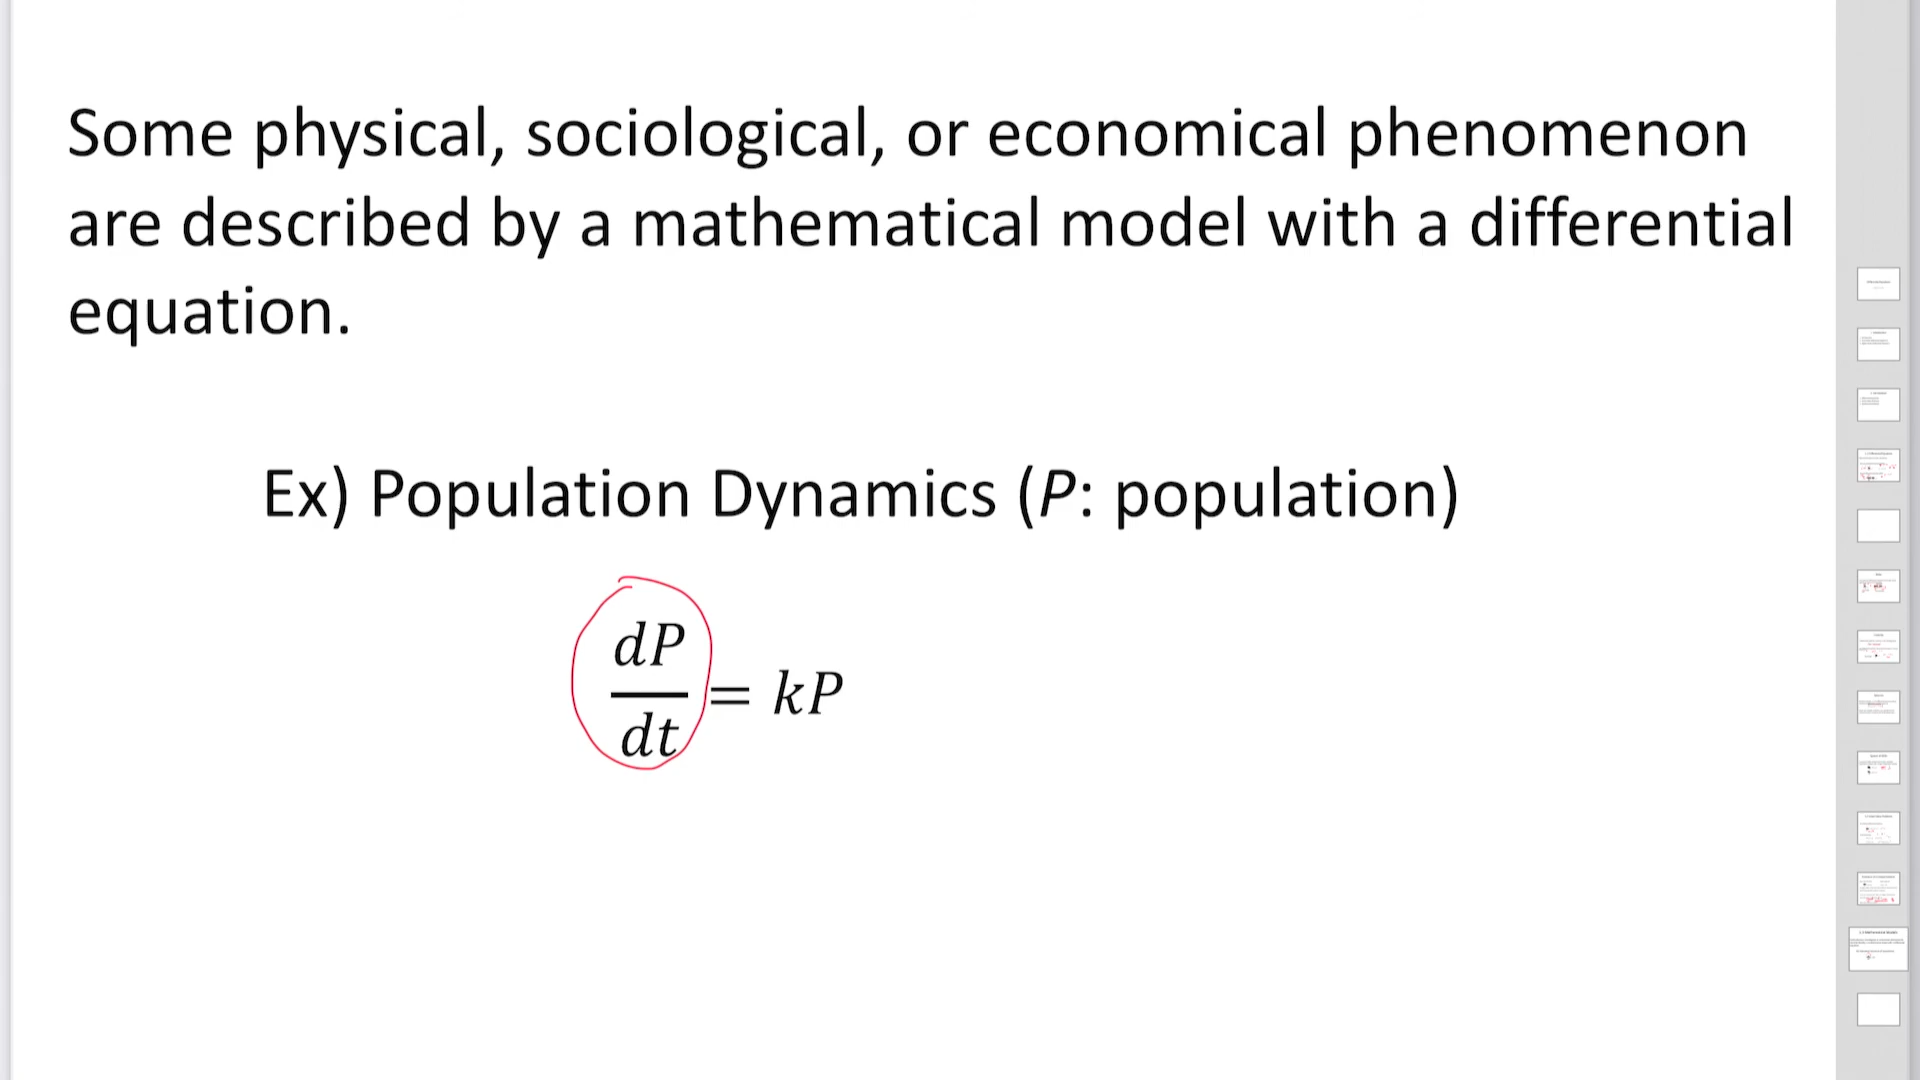 Some physical, sociological, or economical phenomenon
are described by a mathematical model with a differential
equation.
Ex) Population Dynamics (P: population)
dP/dt = kP